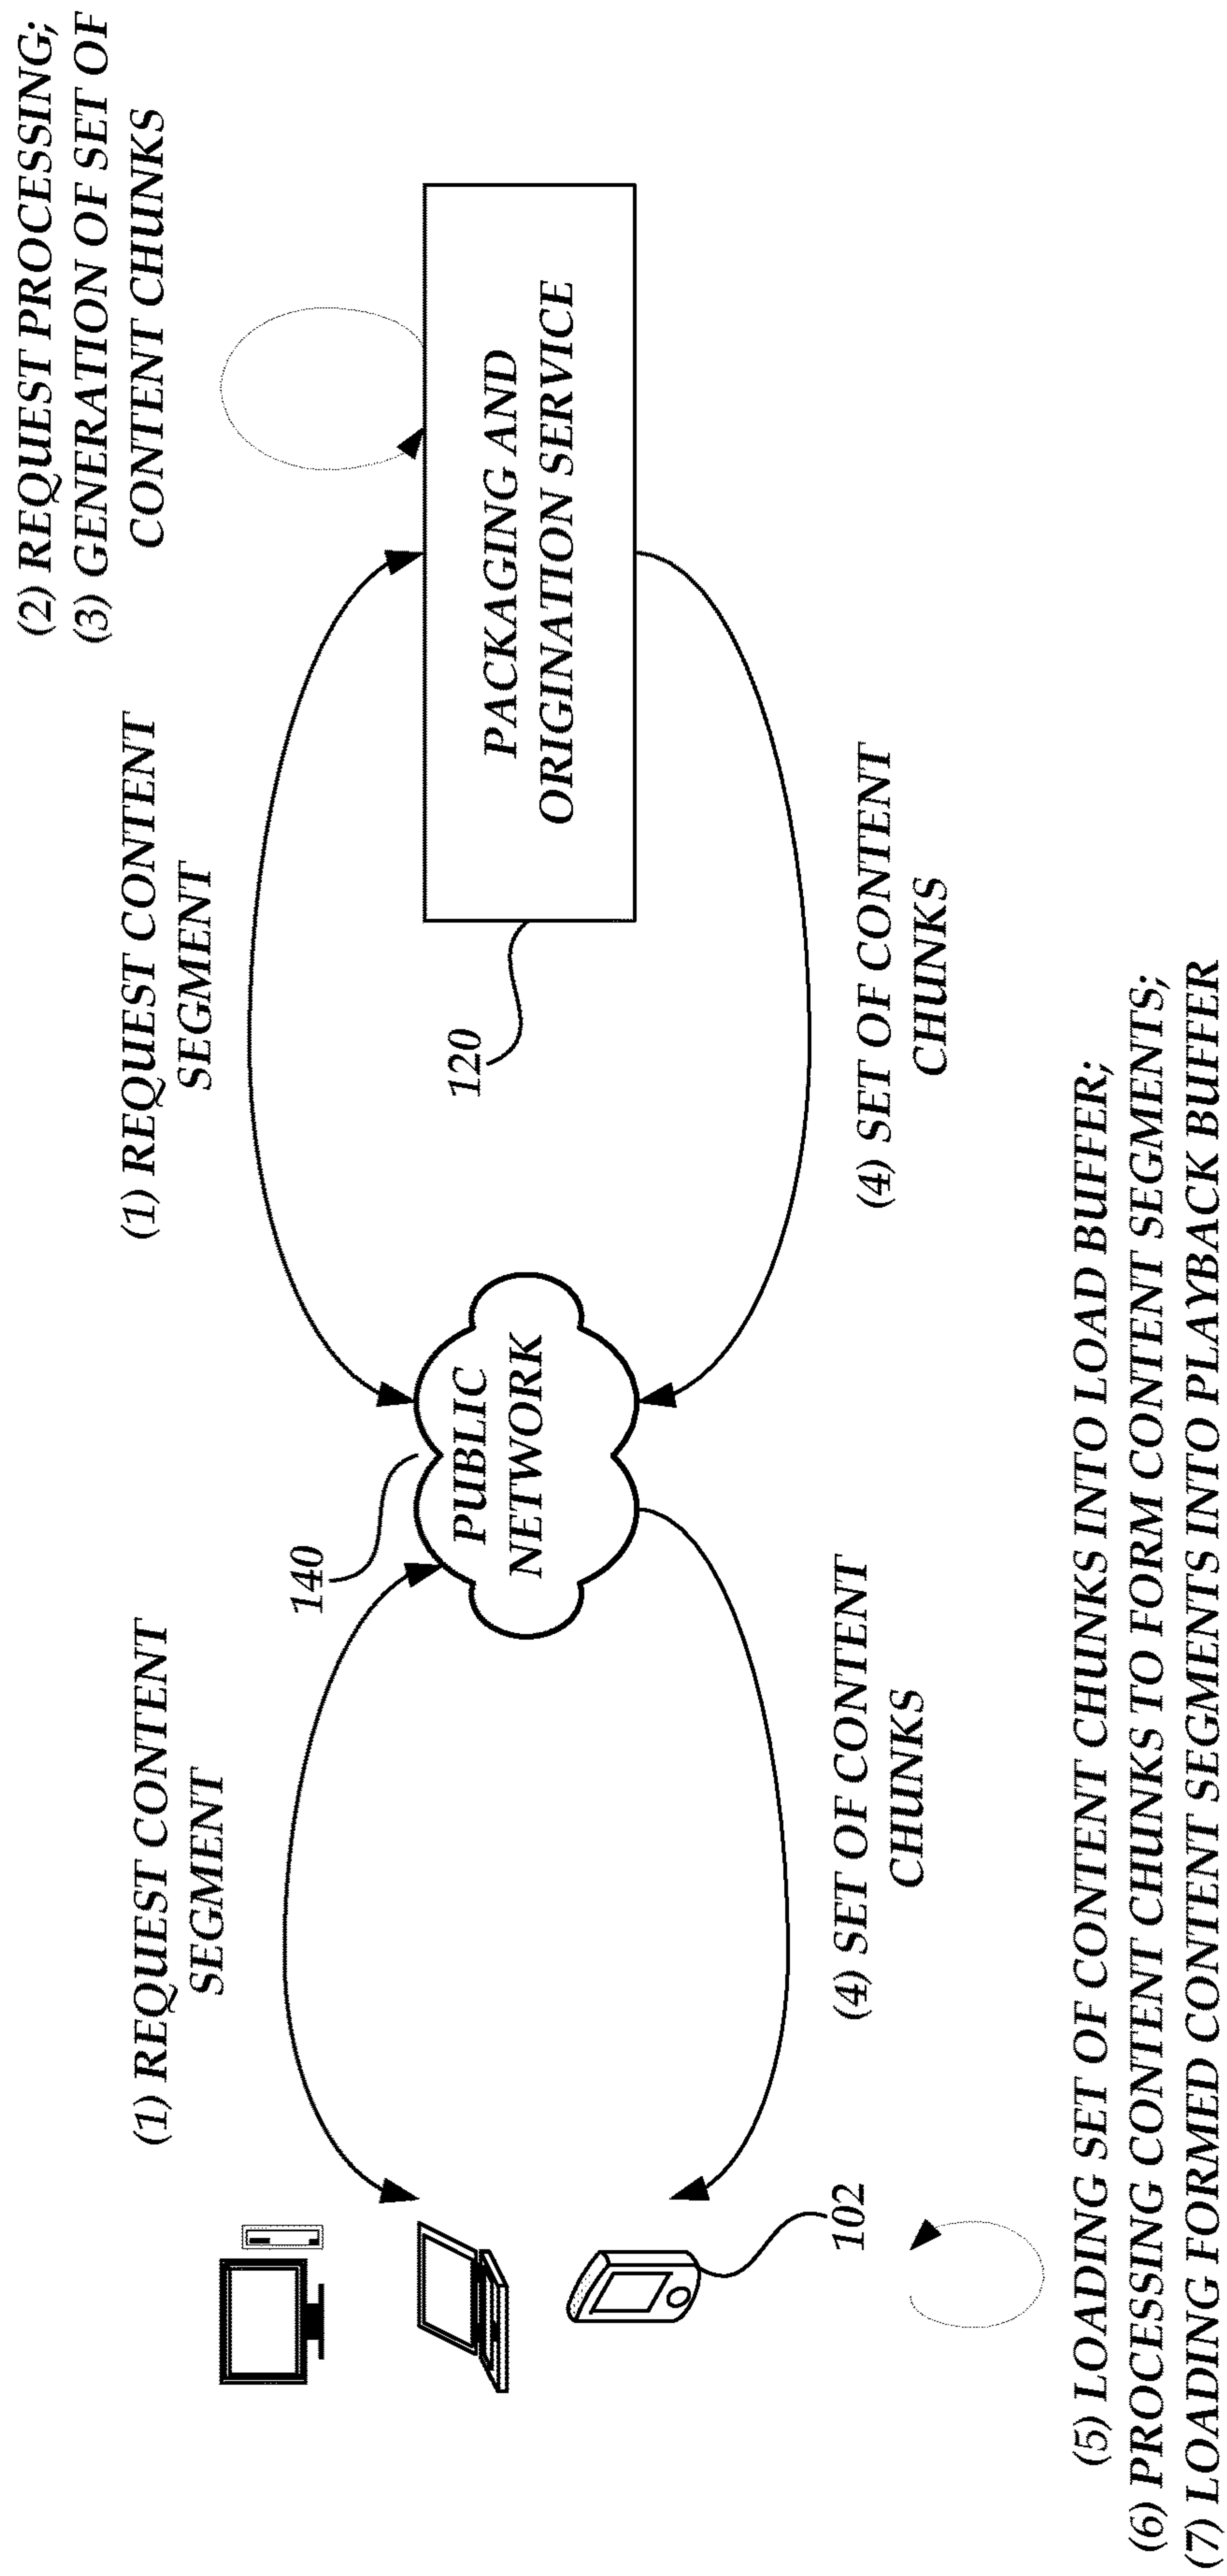 (2) REQUEST PROCESSING;
(3) GENERATION OF SET OF
CONTENT CHUNKS
(1) REQUEST CONTENT
SEGMENT
(1) REQUEST CONTENT
SEGMENT
140
PUBLIC
NETWORK
120
PACKAGING AND
ORIGINATION SERVICE
102
(4) SET OF CONTENT
CHUNKS
(4) SET OF CONTENT
CHUNKS
(5) LOADING SET OF CONTENT CHUNKS INTO LOAD BUFFER;
(6) PROCESSING CONTENT CHUNKS TO FORM CONTENT SEGMENTS;
(7) LOADING FORMED CONTENT SEGMENTS INTO PLAYBACK BUFFER